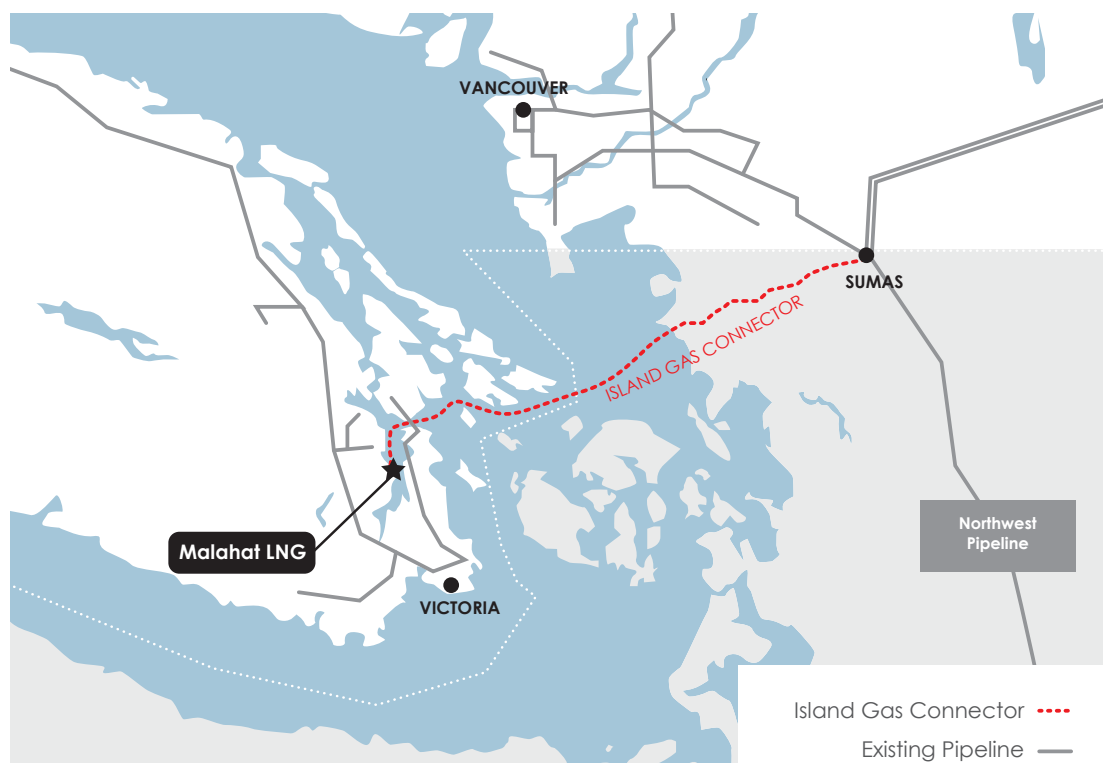 VANCOUVER
SUMAS
ISLAND GAS CONNECTOR
Malahat LNG
Northwest
Pipeline
VICTORIA
Island Gas Connector
Existing Pipeline